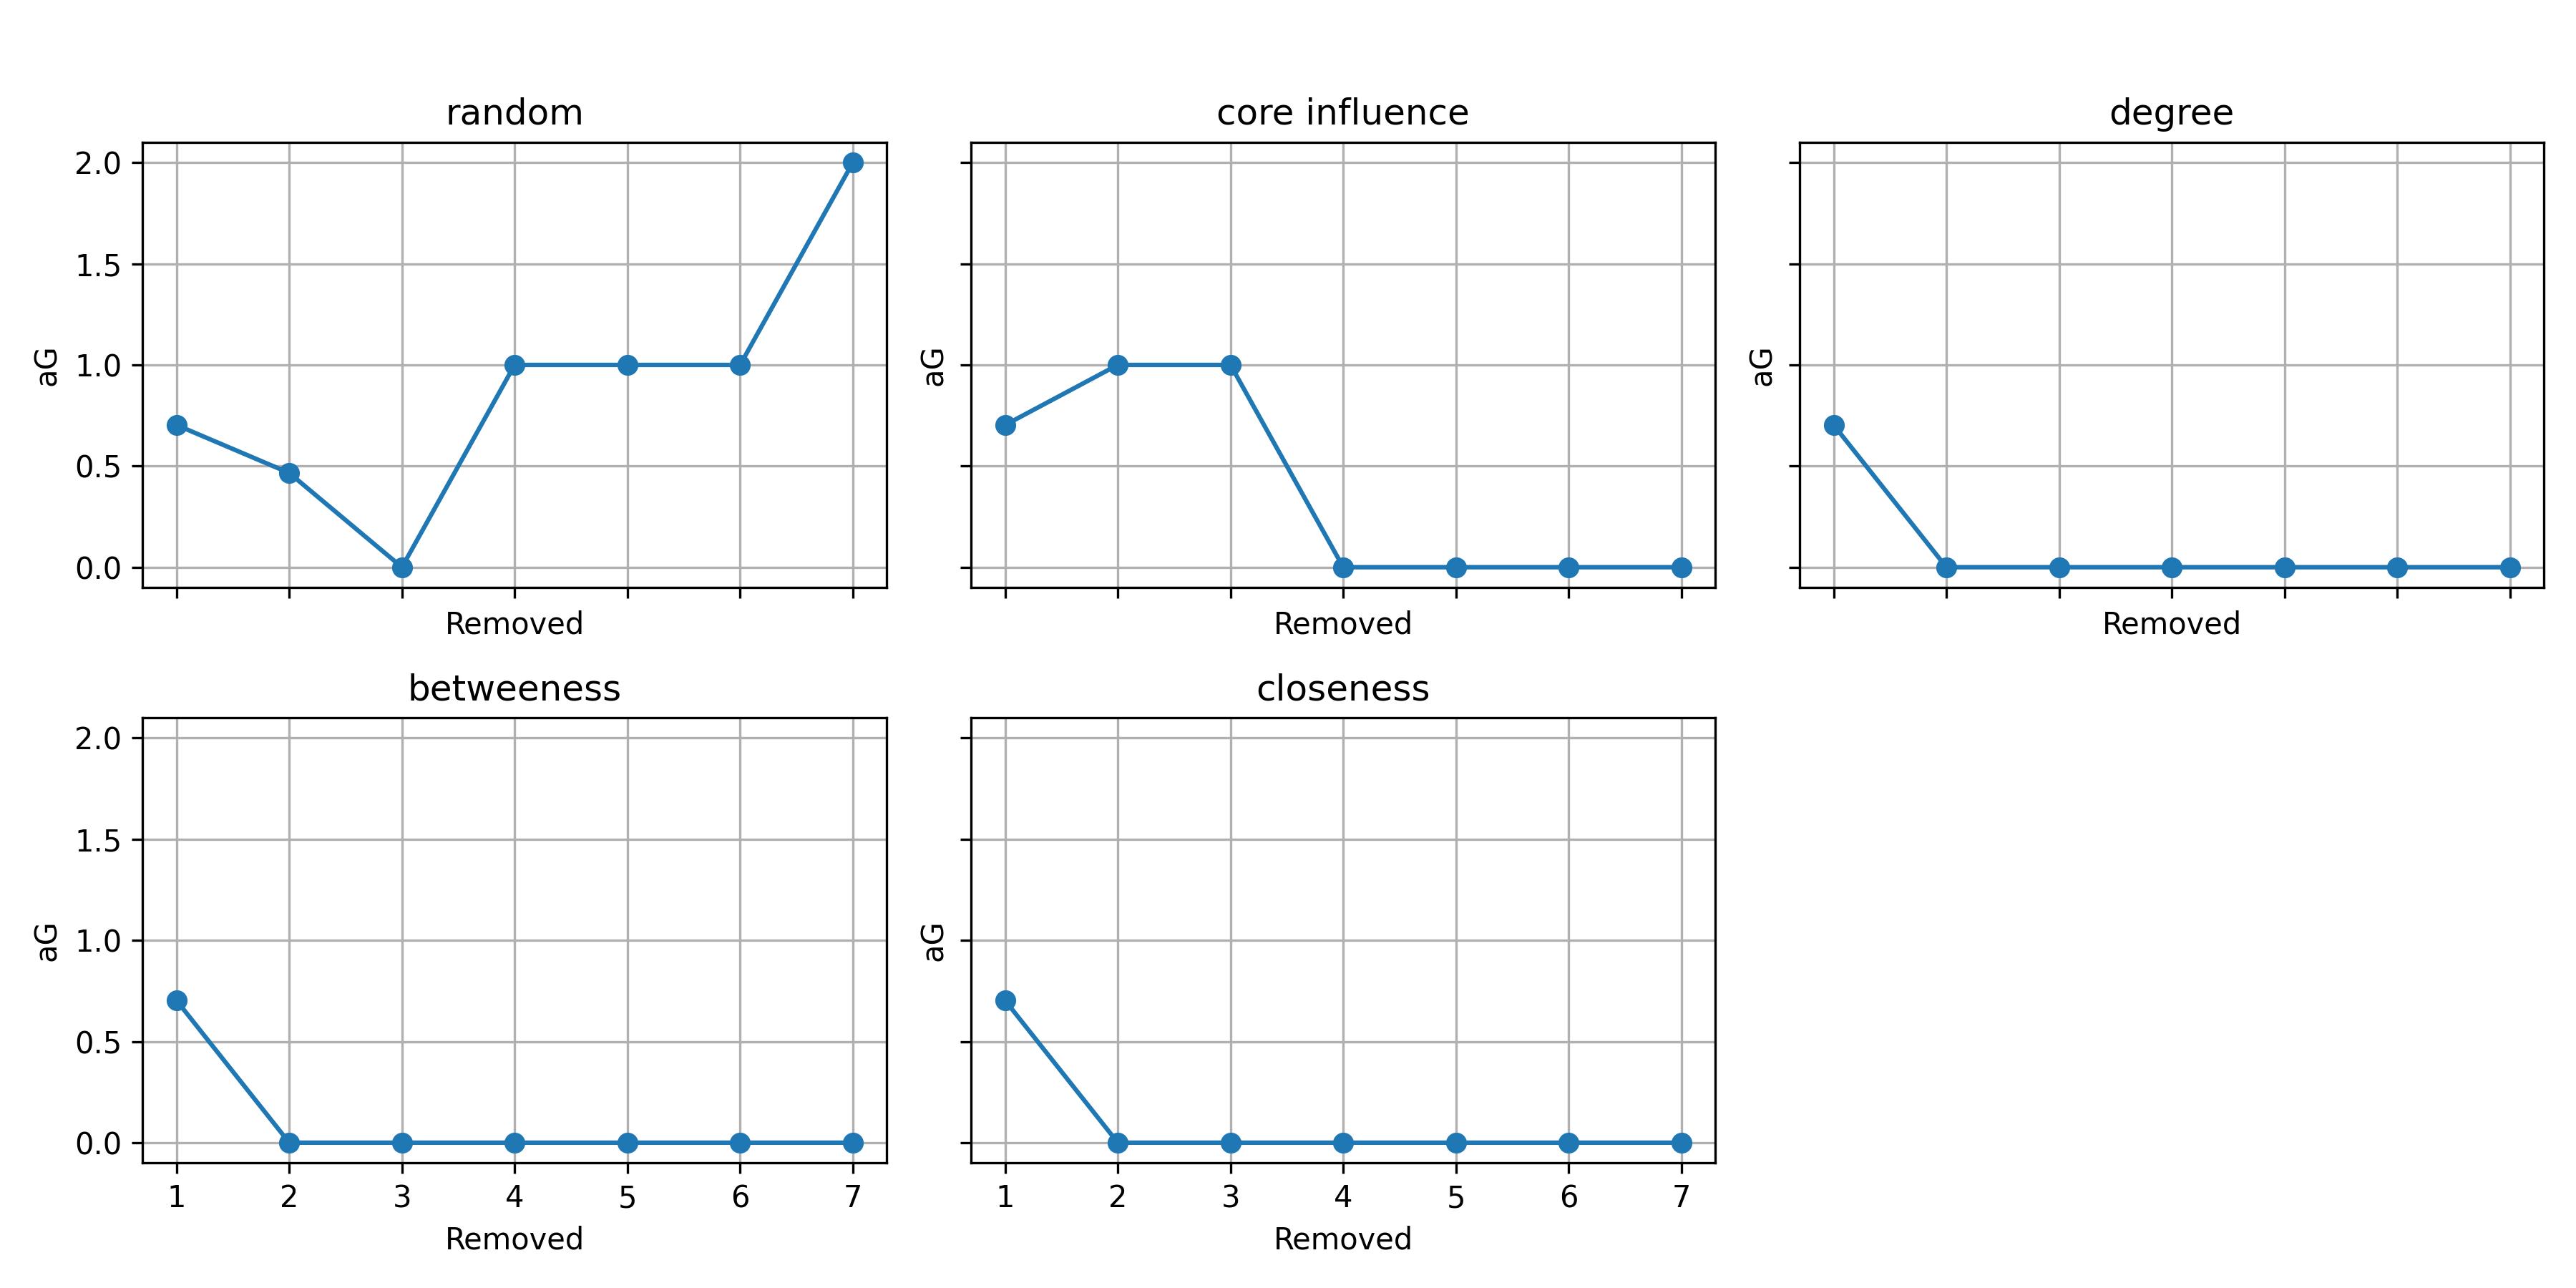 random
2.0
1.5
1.0
0.5
0.0
aG
Removed
core influence
aG
Removed
degree
aG
Removed
betweeness
2.0
1.5
1.0
0.5
0.0
aG
1 2 3 4 5 6 7
Removed
closeness
aG
1 2 3 4 5 6 7
Removed